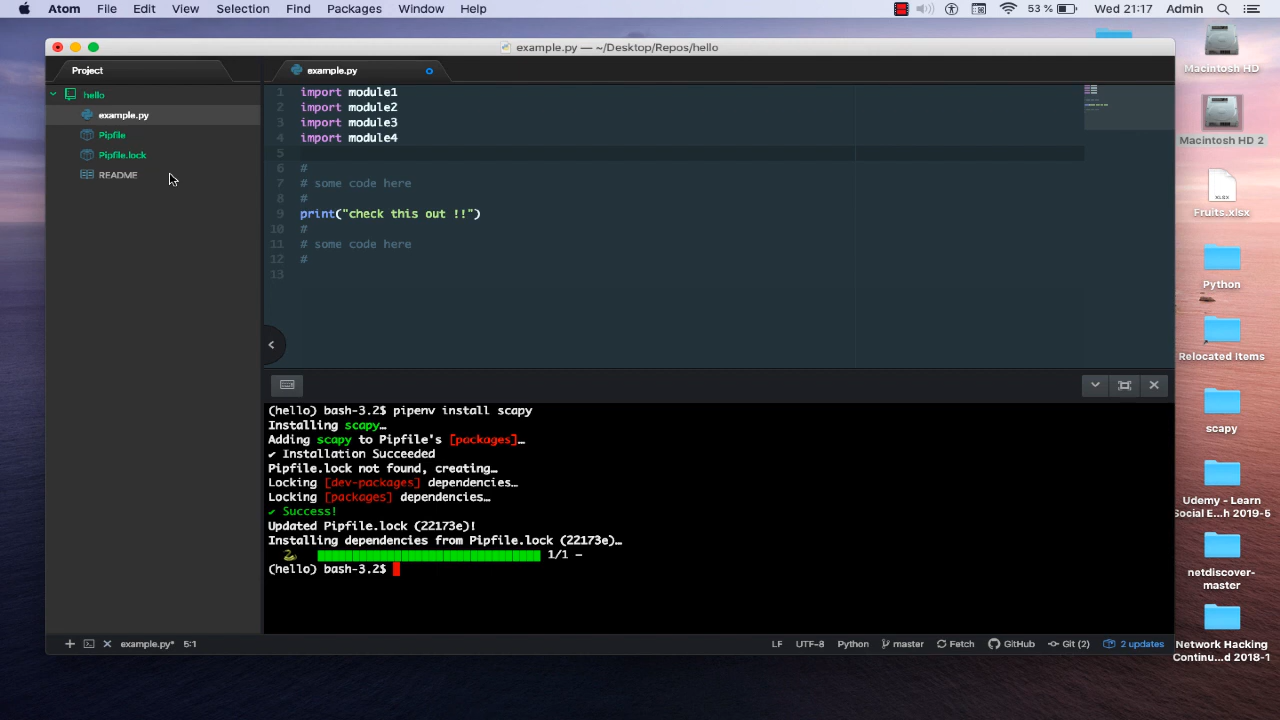 Atom File Edit View Selection Find Packages Window Help 53 % Wed 21:17 Admin
example.py — ~/Desktop/Repos/hello
Project
example.py
hello
example.py
Pipfile
Pipfile.lock
README
1 import module1
2 import module2
3 import module3
4 import module4
5
6 #
7 # some code here
8 #
9 print("check this out !!")
10 #
11 # some code here
12 #
13
(hello) bash-3.2$ pipenv install scapy
Installing scapy…
Adding scapy to Pipfile's [packages]…
✔ Installation Succeeded
Pipfile.lock not found, creating…
Locking [dev-packages] dependencies…
Locking [packages] dependencies…
✔ Success!
Updated Pipfile.lock (22173e)!
Installing dependencies from Pipfile.lock (22173e)…
1/1 —
(hello) bash-3.2$
example.py* 5:1 LF UTF-8 Python master Fetch GitHub Git (2) 2 updates
Macintosh HD
Macintosh HD 2
XLSX
Fruits.xlsx
Python
Relocated Items
scapy
Udemy - Learn
Social E...h 2019-5
netdiscover-
master
Network Hacking
Continu...d 2018-1